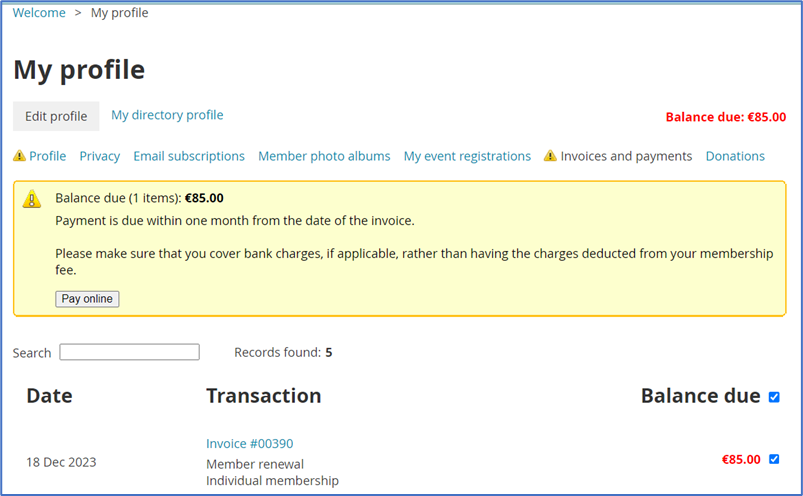 Welcome > My profile
My profile
Edit profile My directory profile Balance due: €85.00
Profile Privacy Email subscriptions Member photo albums My event registrations Invoices and payments Donations
Balance due (1 items): €85.00
Payment is due within one month from the date of the invoice.
Please make sure that you cover bank charges, if applicable, rather than having the charges deducted from your membership
fee.
Pay online
Search Records found: 5
Date Transaction Balance due
Invoice #00390
18 Dec 2023 Member renewal €85.00
Individual membership